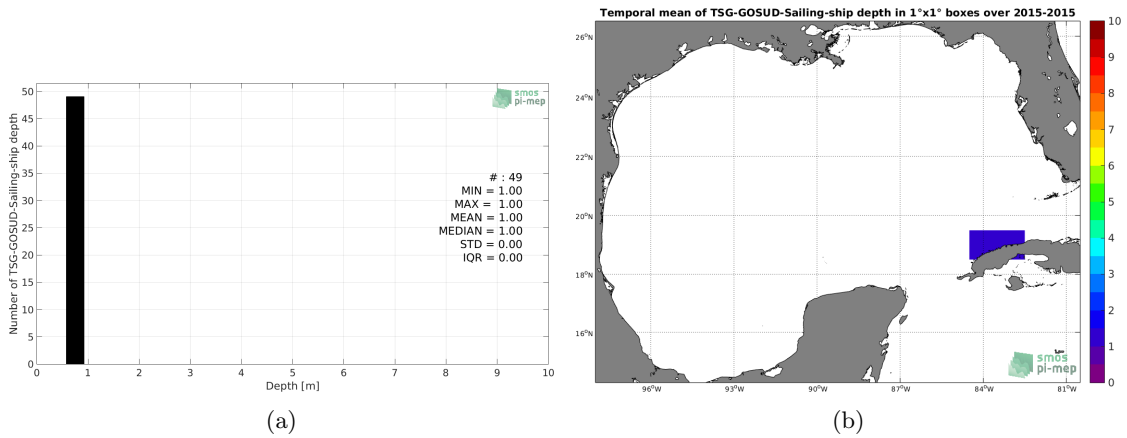 Temporal mean of TSG-GOSUD-Sailing-ship depth in 1°x1° boxes over 2015-2015
smos
pi-mep
Number of TSG-GOSUD-Sailing-ship depth
50
45
40
35
30
25
20
15
10
5
0
# : 49
MIN = 1.00
MAX = 1.00
MEAN = 1.00
MEDIAN = 1.00
STD = 0.00
IQR = 0.00
0 1 2 3 4 5 6 7 8 9 10
Depth [m]
(a)
26°N
24°N
22°N
20°N
18°N
16°N
96°W 93°W 90°W 87°W 84°W 81°W
smos
pi-mep
10
9
8
7
6
5
4
3
2
1
0
(b)